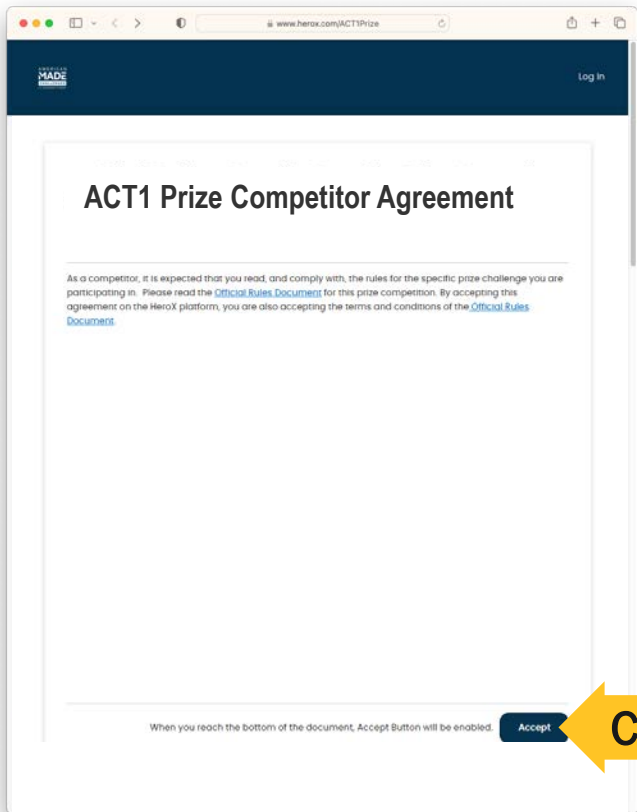 www.herox.com/ACT1Prize
AMERICAN
MADE
CHALLENGES
Log In
ACT1 Prize Competitor Agreement
As a competitor, it is expected that you read, and comply with, the rules for the specific prize challenge you are
participating in. Please read the Official Rules Document for this prize competition. By accepting this
agreement on the HeroX platform, you are also accepting the terms and conditions of the Official Rules
Document.
When you reach the bottom of the document, Accept Button will be enabled.
Accept
C